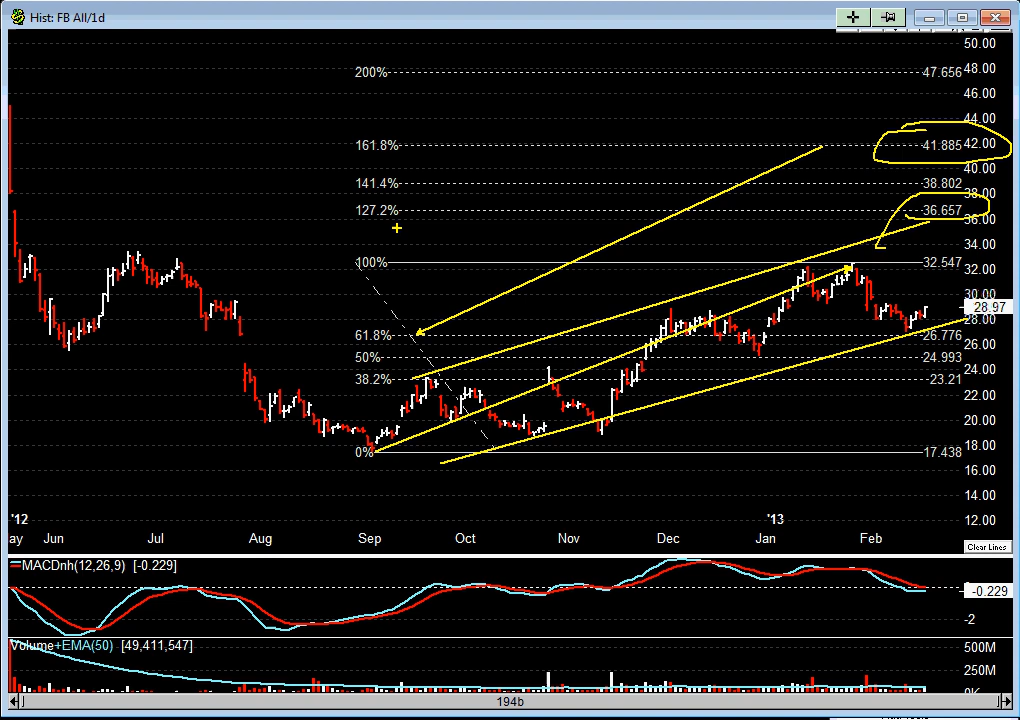 Hist: FB All/1d
50.00
200% 47.656 48.00
46.00
44.00
161.8% 41.885 42.00
40.00
141.4% 38.802
38.00
127.2% 36.657
36.00
34.00
100% 32.547
32.00
30.00
28.97
28.00
61.8% 26.776
26.00
50% 24.993
24.00
38.2% 23.21
22.00
20.00
18.00
0% 17.438
16.00
14.00
'12 '13 12.00
ay Jun Jul Aug Sep Oct Nov Dec Jan Feb
Clear Lines
MACDnh(12,26,9) [-0.229]
-0.229
-2
Volume+EMA(50) [49,411,547]
500M
250M
0K
194b